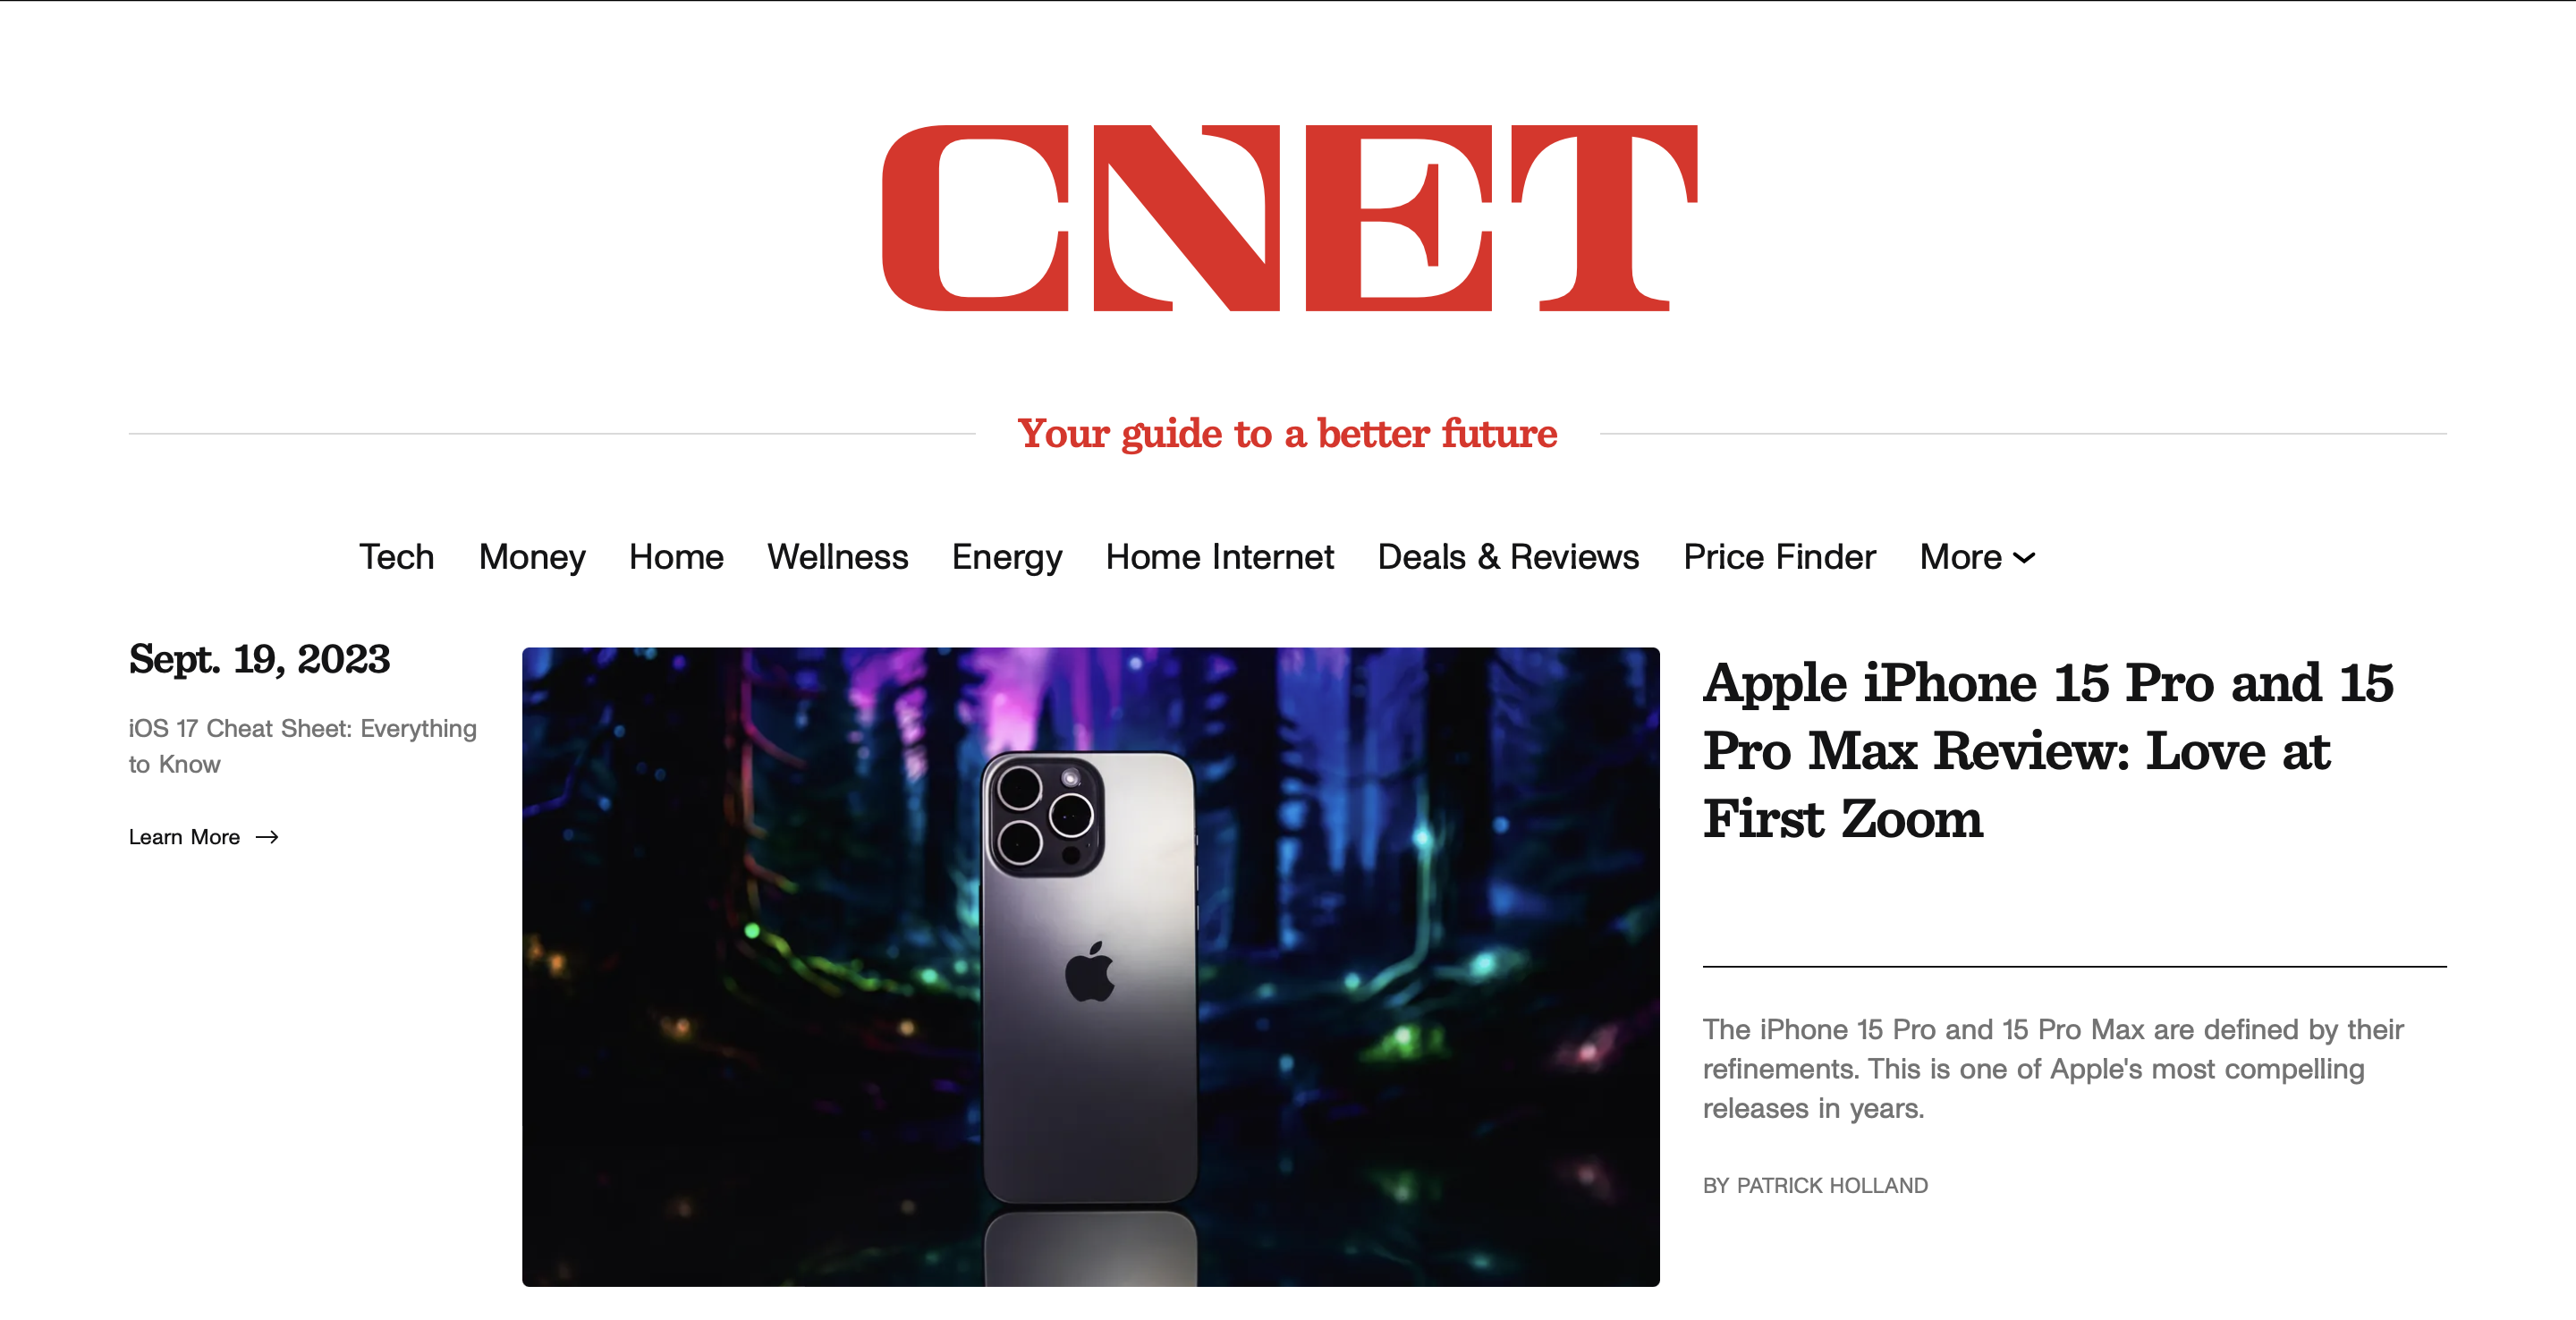 CNET
Your guide to a better future
Tech Money Home Wellness Energy Home Internet Deals & Reviews Price Finder More
Sept. 19, 2023
iOS 17 Cheat Sheet: Everything
to Know
Learn More →
Apple iPhone 15 Pro and 15
Pro Max Review: Love at
First Zoom
The iPhone 15 Pro and 15 Pro Max are defined by their
refinements. This is one of Apple's most compelling
releases in years.
BY PATRICK HOLLAND